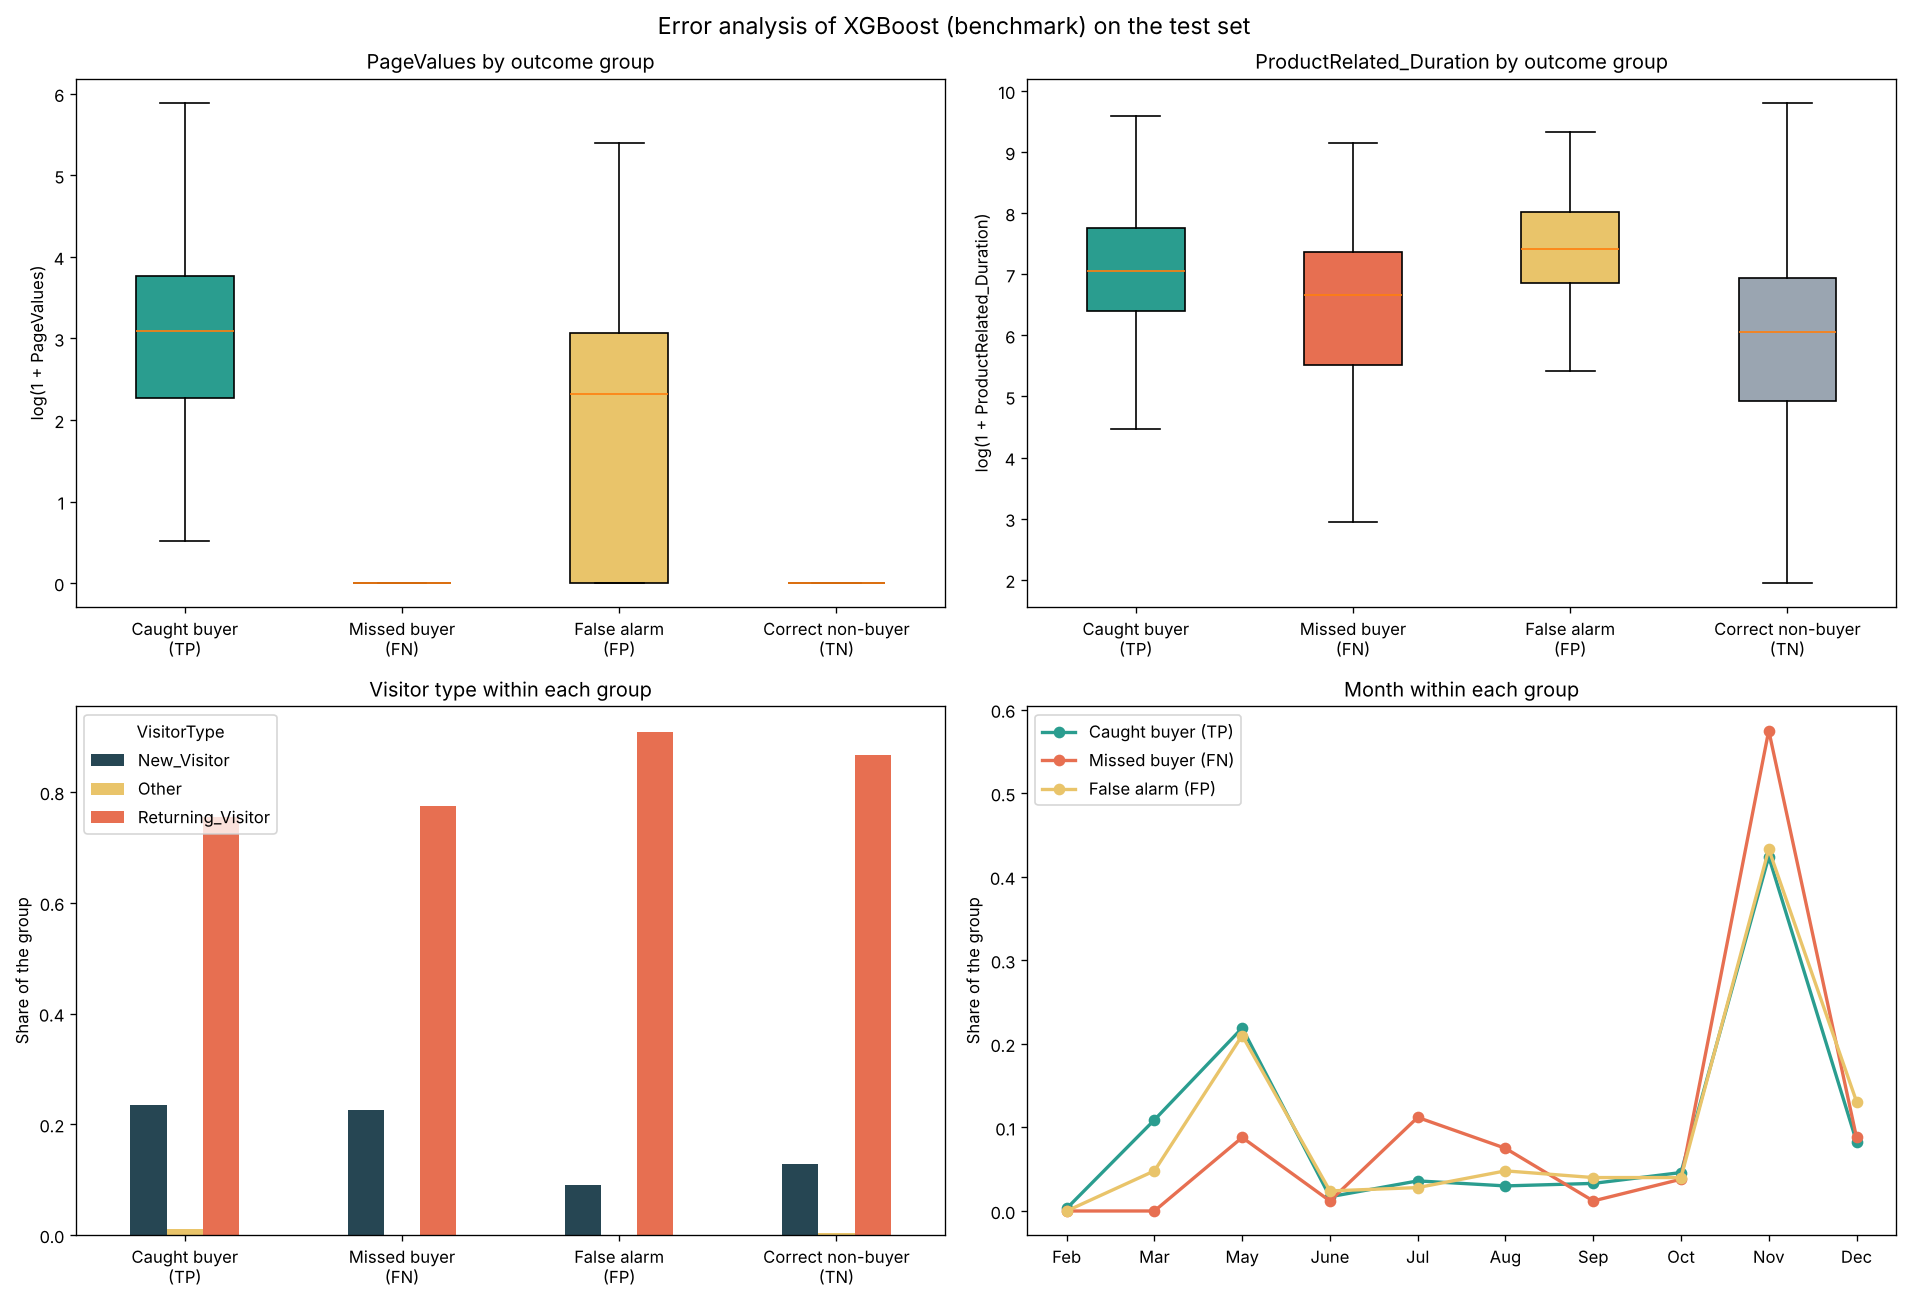 Error analysis of XGBoost (benchmark) on the test set
PageValues by outcome group
log(1 + PageValues)
6
5
4
3
2
1
0
Caught buyer
(TP)
Missed buyer
(FN)
False alarm
(FP)
Correct non-buyer
(TN)
ProductRelated_Duration by outcome group
log(1 + ProductRelated_Duration)
10
9
8
7
6
5
4
3
2
Caught buyer
(TP)
Missed buyer
(FN)
False alarm
(FP)
Correct non-buyer
(TN)
Visitor type within each group
VisitorType
New_Visitor
Other
Returning_Visitor
Share of the group
0.8
0.6
0.4
0.2
0.0
Caught buyer
(TP)
Missed buyer
(FN)
False alarm
(FP)
Correct non-buyer
(TN)
Month within each group
Caught buyer (TP)
Missed buyer (FN)
False alarm (FP)
Share of the group
0.6
0.5
0.4
0.3
0.2
0.1
0.0
Feb
Mar
May
June
Jul
Aug
Sep
Oct
Nov
Dec